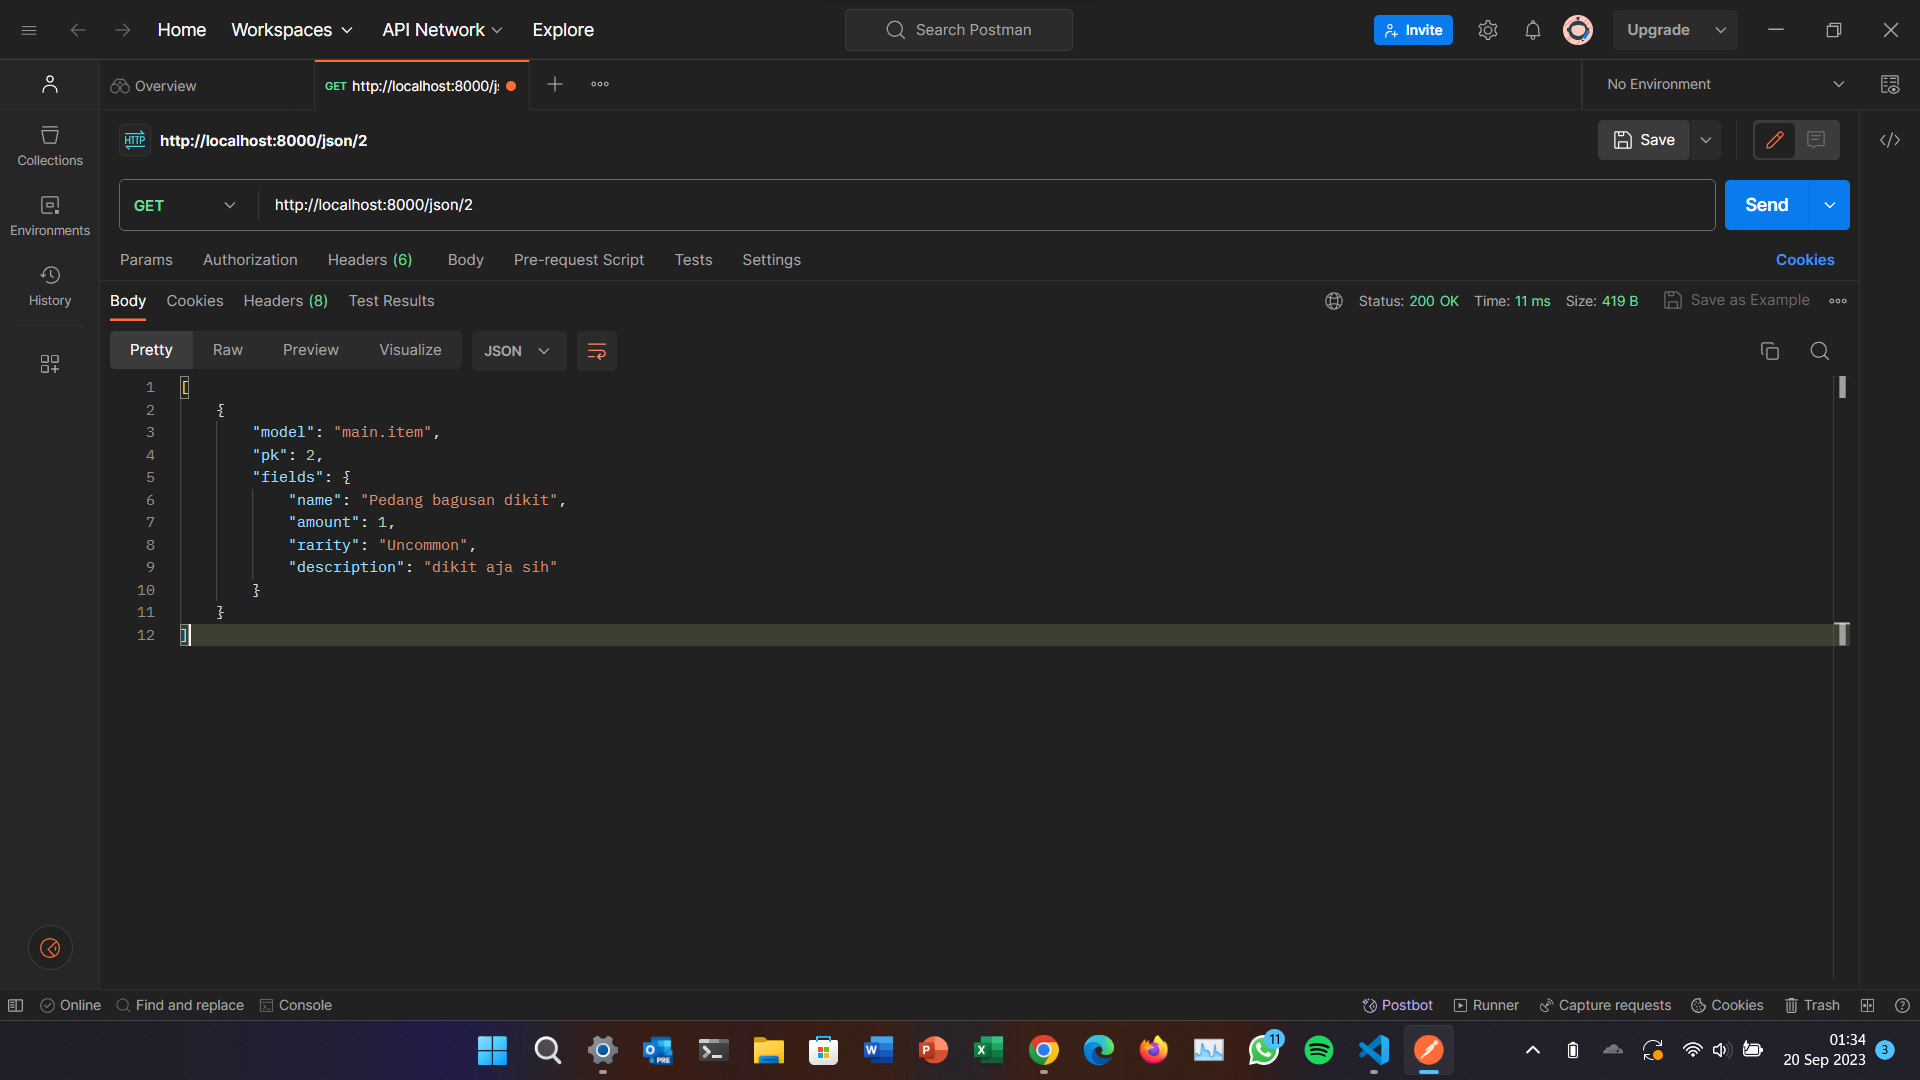 Home Workspaces API Network Explore Search Postman Invite Upgrade
Overview GET http://localhost:8000/j No Environment
HTTP http://localhost:8000/json/2 Save
Collections
GET http://localhost:8000/json/2 Send
Environments
Params Authorization Headers (6) Body Pre-request Script Tests Settings Cookies
History
Body Cookies Headers (8) Test Results Status: 200 OK Time: 11 ms Size: 419 B Save as Example
Pretty Raw Preview Visualize JSON
1 [
2 {
3 "model": "main.item",
4 "pk": 2,
5 "fields": {
6 "name": "Pedang bagusan dikit",
7 "amount": 1,
8 "rarity": "Uncommon",
9 "description": "dikit aja sih"
10 }
11 }
12 ]
Online Find and replace Console Postbot Runner Capture requests Cookies Trash
11
01:34
20 Sep 2023 3